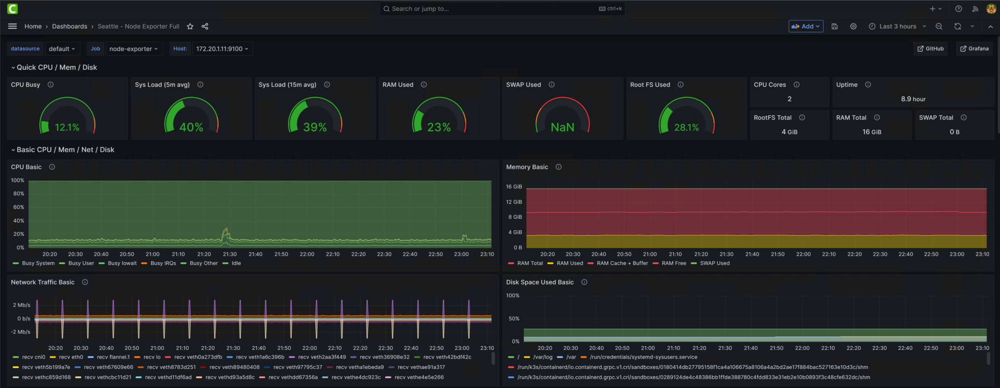 C
Search or jump to...
ctrl+k
Home › Dashboards › Seattle - Node Exporter Full
Add
Last 3 hours
datasource default Job node-exporter Host: 172.20.1.11:9100
GitHub Grafana
Quick CPU / Mem / Disk
CPU Busy
12.1%
Sys Load (5m avg)
40%
Sys Load (15m avg)
39%
RAM Used
23%
SWAP Used
NaN
Root FS Used
28.1%
CPU Cores
2
Uptime
8.9 hour
RootFS Total
4 GiB
RAM Total
16 GiB
SWAP Total
0 B
Basic CPU / Mem / Net / Disk
CPU Basic
100%
80%
60%
40%
20%
0%
20:20 20:30 20:40 20:50 21:00 21:10 21:20 21:30 21:40 21:50 22:00 22:10 22:20 22:30 22:40 22:50 23:00 23:10
Busy System Busy User Busy Iowait Busy IRQs Busy Other Idle
Memory Basic
16 GiB
12 GiB
8 GiB
4 GiB
0 B
20:20 20:30 20:40 20:50 21:00 21:10 21:20 21:30 21:40 21:50 22:00 22:10 22:20 22:30 22:40 22:50 23:00 23:10
RAM Total RAM Used RAM Cache + Buffer RAM Free SWAP Used
Network Traffic Basic
2 Mb/s
0 b/s
-2 Mb/s
20:20 20:30 20:40 20:50 21:00 21:10 21:20 21:30 21:40 21:50 22:00 22:10 22:20 22:30 22:40 22:50 23:00 23:10
recv cni0 recv eth0 recv flannel.1 recv lo recv veth0a273dfb recv veth1a6c396b recv veth2aa3f449 recv veth36908e32 recv veth42bdf42c
recv veth5b199a7e recv veth67609e66 recv veth8783d251 recv veth89480408 recv veth97795c37 recv vetha1ebeda9 recv vethae91a317
recv vethc859d168 recv vethcbc11d21 recv vethd11df6ad recv vethd93a5d8c recv vethdd67356a recv vethe4dc923c recv vethe4e5e266
Disk Space Used Basic
100%
50%
0%
20:20 20:30 20:40 20:50 21:00 21:10 21:20 21:30 21:40 21:50 22:00 22:10 22:20 22:30 22:40 22:50 23:00 23:10
/ /var/log /var /run/credentials/systemd-sysusers.service
/run/k3s/containerd/io.containerd.grpc.v1.cri/sandboxes/0180414db27795158f1ca4a106675a8106a4a2bd2ae17f884bac527163e10d3c/shm
/run/k3s/containerd/io.containerd.grpc.v1.cri/sandboxes/0289124de4c48386bb1ffde388780c4fdd833e31eb2e10b0893f3c48cfe632dc/shm